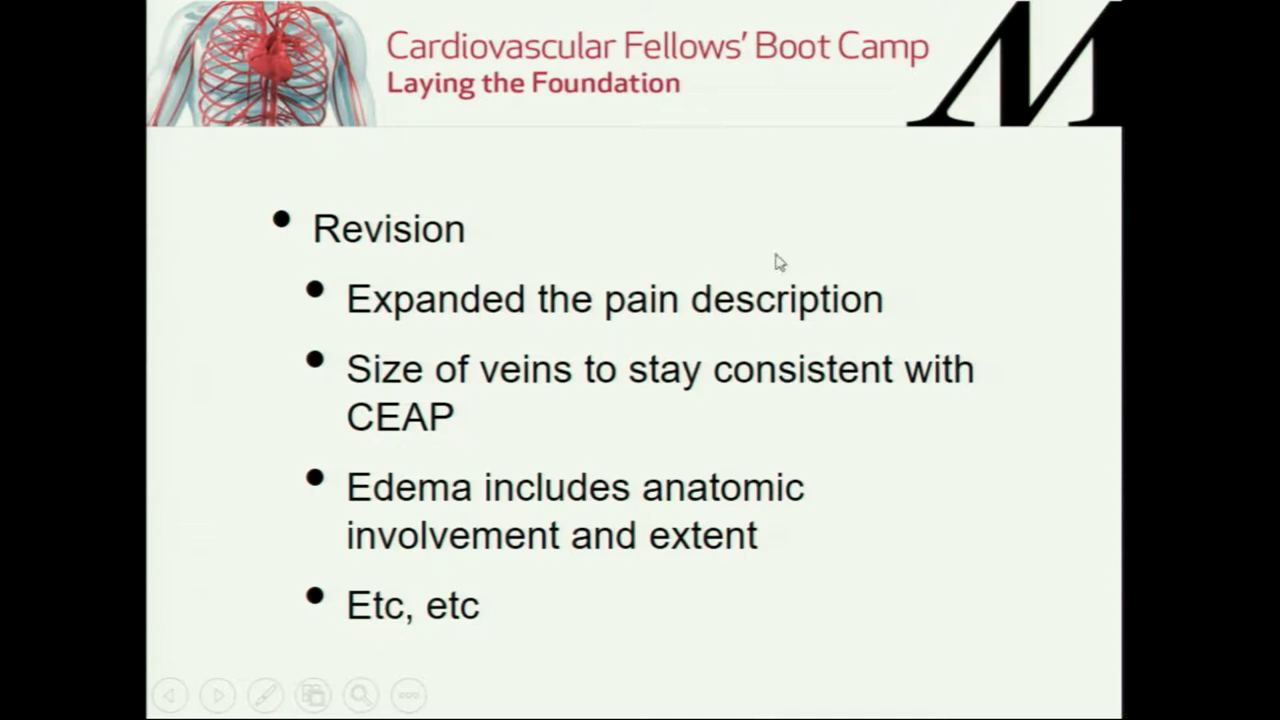 Cardiovascular Fellows’ Boot Camp
Laying the Foundation
M
Revision
Expanded the pain description
Size of veins to stay consistent with
CEAP
Edema includes anatomic
involvement and extent
Etc, etc